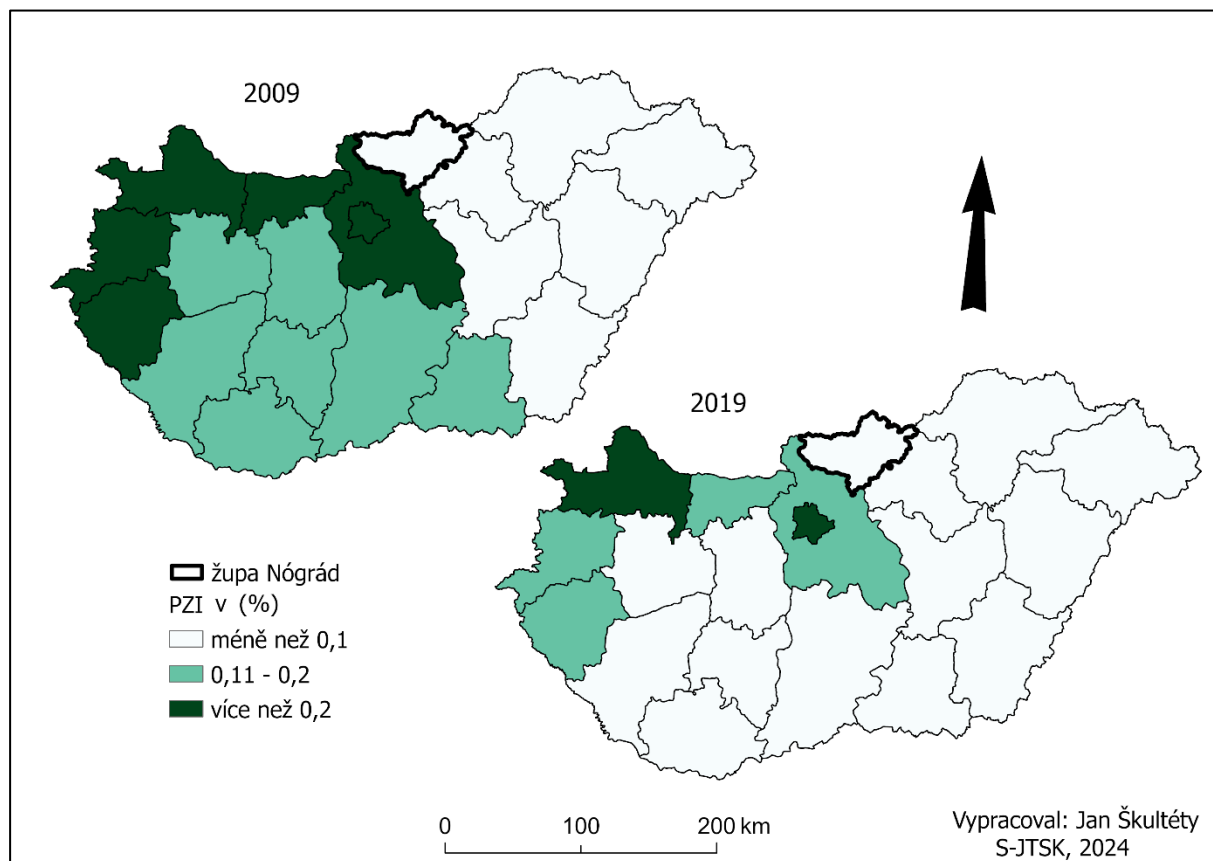 2009
2019
župa Nógrád
PZI v (%)
méně než 0,1
0,11 - 0,2
více než 0,2
0 100 200 km
Vypracoval: Jan Škultéty
S-JTSK, 2024